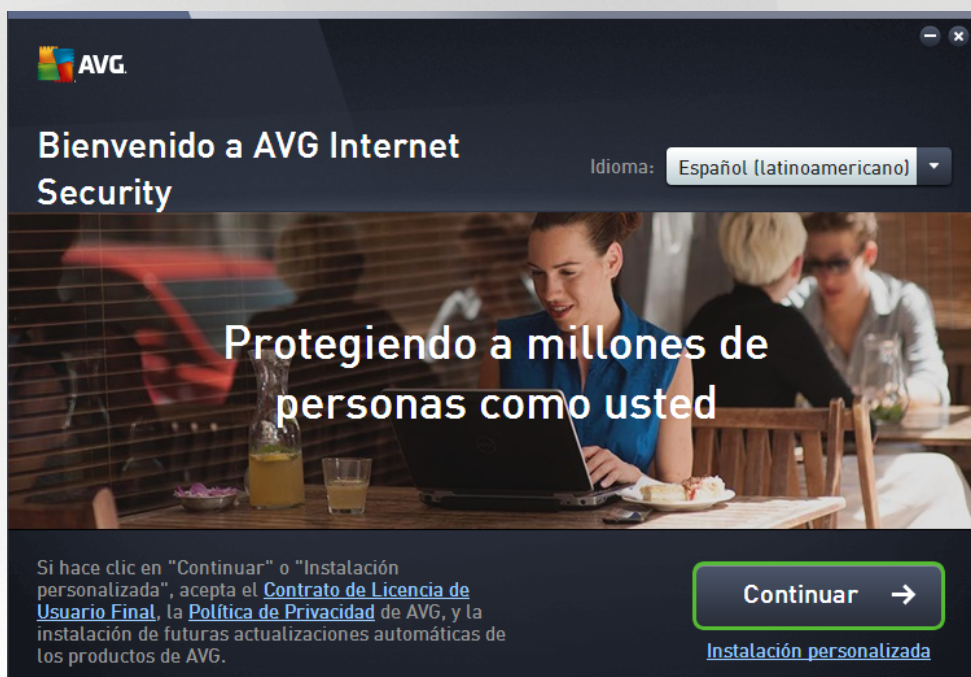 AVG.
Bienvenido a AVG Internet
Security
Idioma:
Español (latinoamericano)
Protegiendo a millones de
personas como usted
Si hace clic en "Continuar" o "Instalación
personalizada", acepta el Contrato de Licencia de
Usuario Final, la Política de Privacidad de AVG, y la
instalación de futuras actualizaciones automáticas de
los productos de AVG.
Continuar →
Instalación personalizada